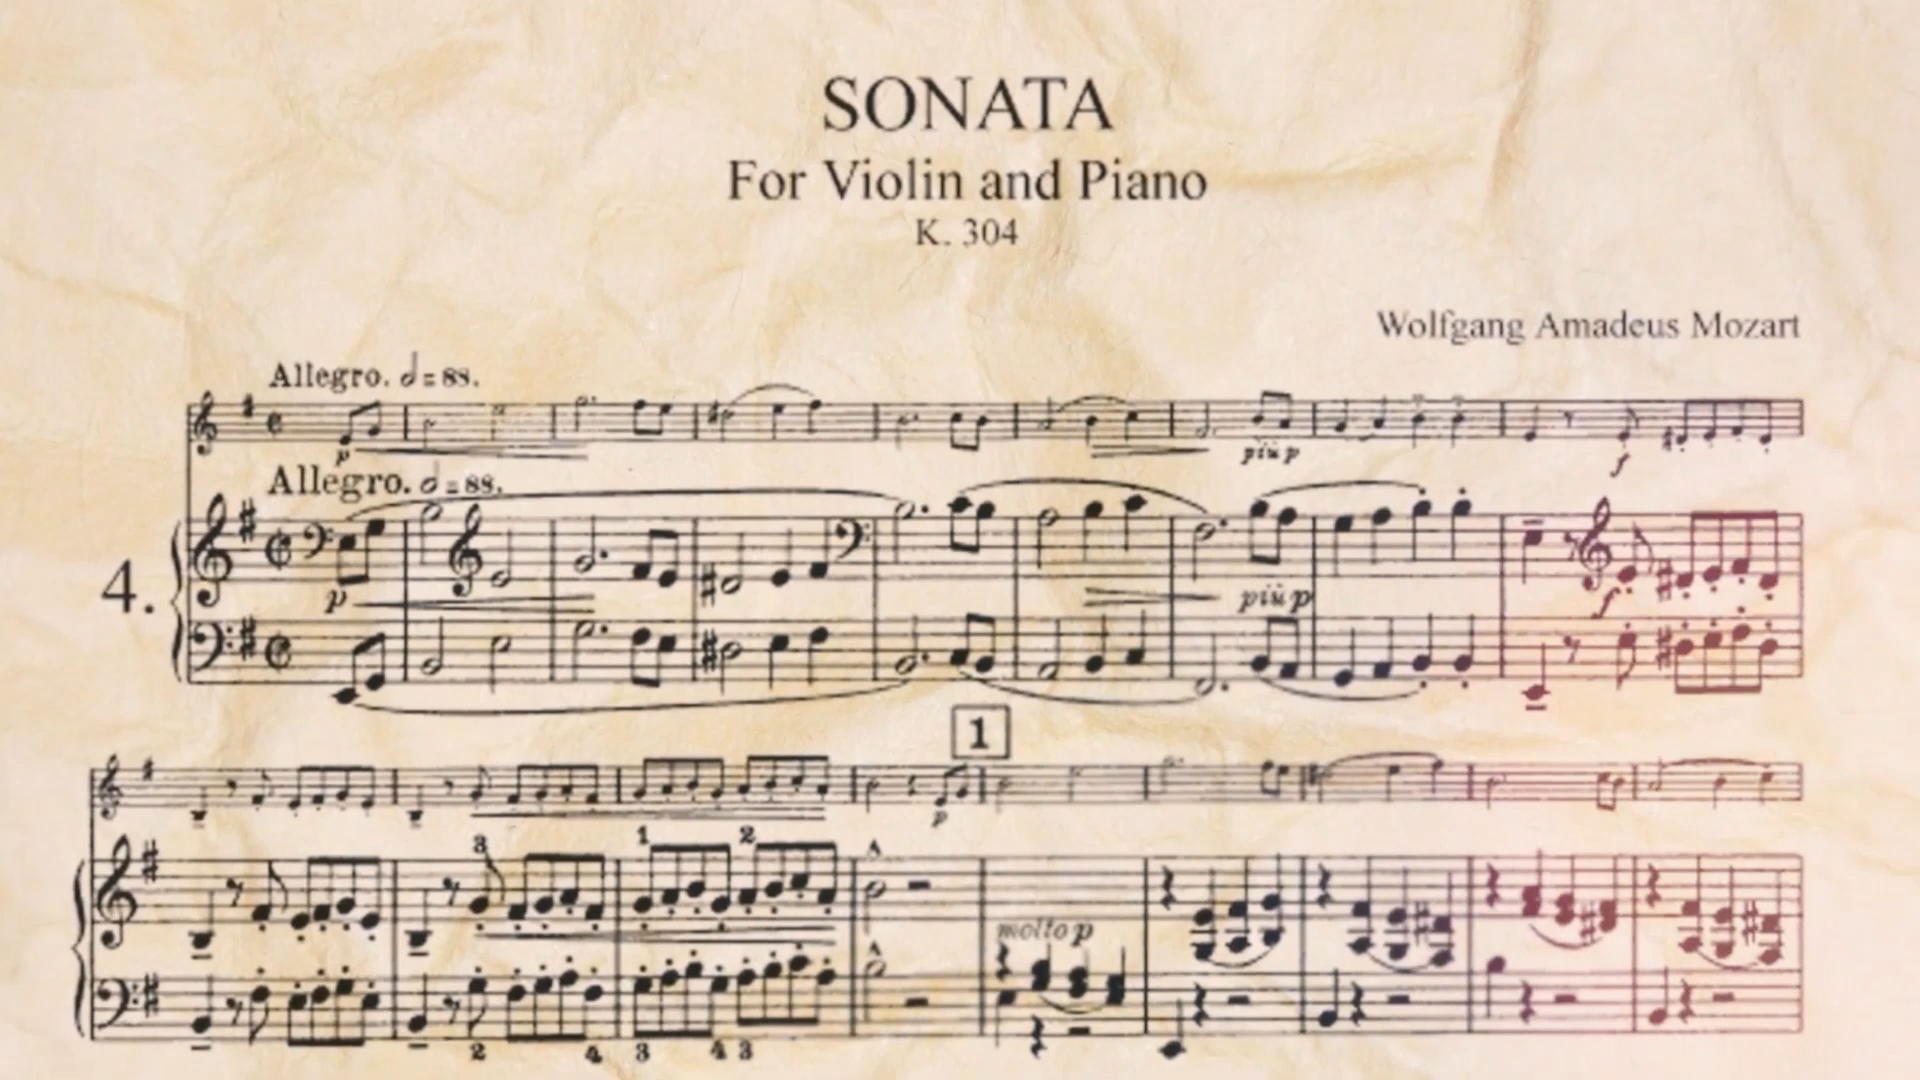 SONATA
For Violin and Piano
K. 304
Wolfgang Amadeus Mozart
Allegro. 𝅗𝅥 = 88.
p
più p
f
Allegro. 𝅗𝅥 = 88.
4.
p
più p
f
1
p
3 1 2
molto p
2 4 3 4 3